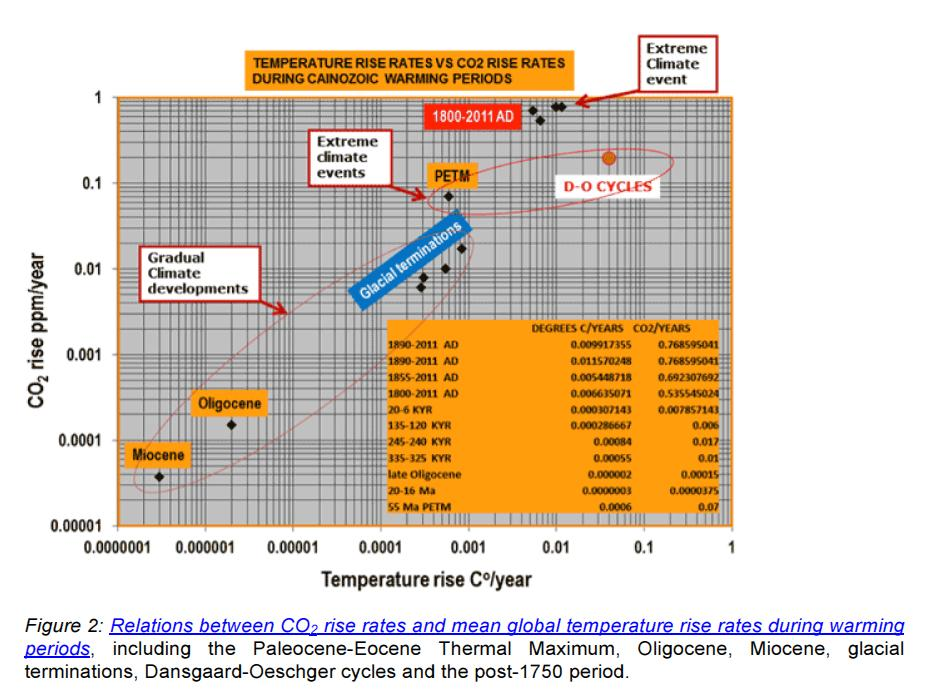 TEMPERATURE RISE RATES VS CO2 RISE RATES
DURING CAINOZOIC WARMING PERIODS
Extreme
Climate
event
1800-2011 AD
Extreme
climate
events
PETM
D-O CYCLES
Glacial terminations
Gradual
Climate
developments
Oligocene
Miocene
DEGREES C/YEARS CO2/YEARS
1890-2011 AD 0.009917355 0.768595041
1890-2011 AD 0.011570248 0.768595041
1855-2011 AD 0.005448718 0.692307692
1800-2011 AD 0.006635071 0.535545024
20-6 KYR 0.000307143 0.007857143
135-120 KYR 0.000286667 0.006
245-240 KYR 0.00084 0.017
335-325 KYR 0.00055 0.01
late Oligocene 0.000002 0.00015
20-16 Ma 0.0000003 0.0000375
55 Ma PETM 0.0006 0.07
CO₂ rise ppm/year
1
0.1
0.01
0.001
0.0001
0.00001
0.0000001 0.000001 0.00001 0.0001 0.001 0.01 0.1 1
Temperature rise Cº/year
Figure 2: Relations between CO₂ rise rates and mean global temperature rise rates during warming
periods, including the Paleocene-Eocene Thermal Maximum, Oligocene, Miocene, glacial
terminations, Dansgaard-Oeschger cycles and the post-1750 period.